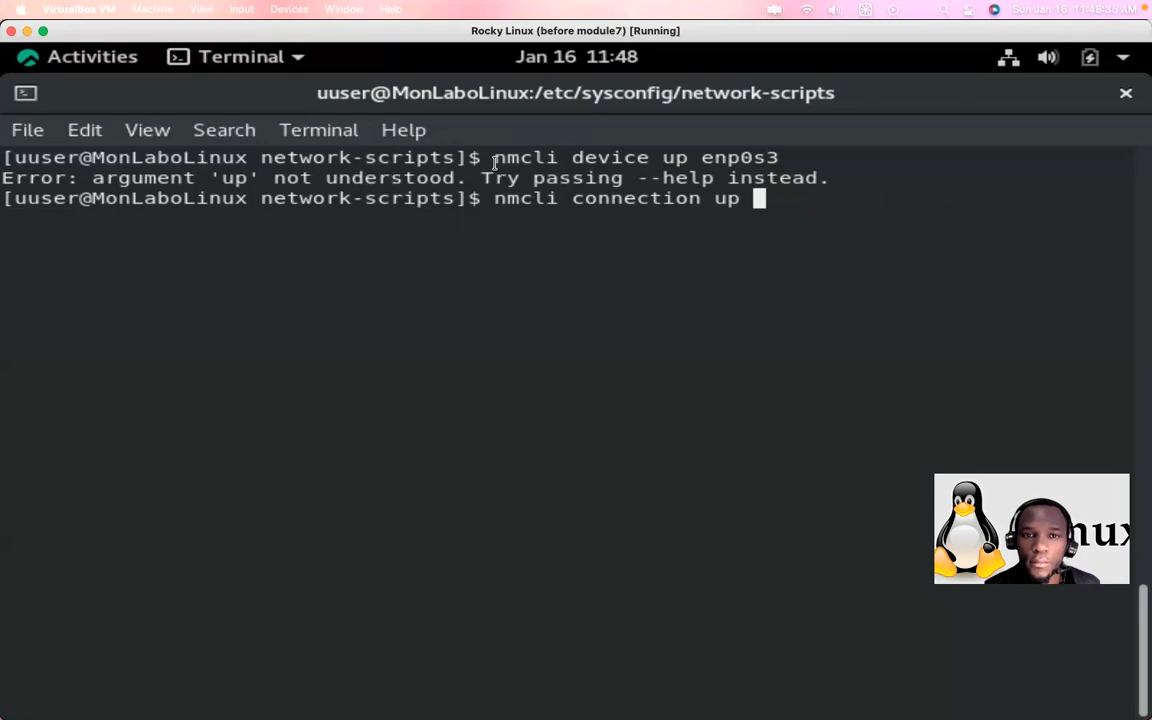 VirtualBox VM Machine View Input Devices Window Help
Rocky Linux (before module7) [Running]
Activities Terminal Jan 16 11:48
uuser@MonLaboLinux:/etc/sysconfig/network-scripts
File Edit View Search Terminal Help
[uuser@MonLaboLinux network-scripts]$ nmcli device up enp0s3
Error: argument 'up' not understood. Try passing --help instead.
[uuser@MonLaboLinux network-scripts]$ nmcli connection up